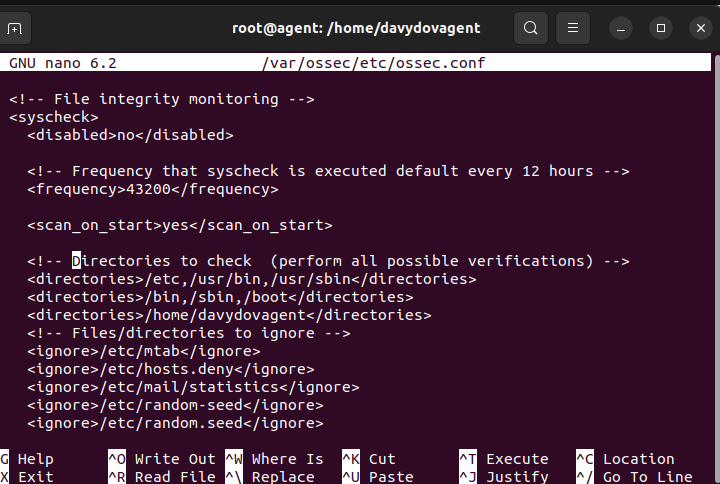 root@agent: /home/davydovagent
GNU nano 6.2 /var/ossec/etc/ossec.conf
<!-- File integrity monitoring -->
<syscheck>
<disabled>no</disabled>
<!-- Frequency that syscheck is executed default every 12 hours -->
<frequency>43200</frequency>
<scan_on_start>yes</scan_on_start>
<!-- Directories to check  (perform all possible verifications) -->
<directories>/etc,/usr/bin,/usr/sbin</directories>
<directories>/bin,/sbin,/boot</directories>
<directories>/home/davydovagent</directories>
<!-- Files/directories to ignore -->
<ignore>/etc/mtab</ignore>
<ignore>/etc/hosts.deny</ignore>
<ignore>/etc/mail/statistics</ignore>
<ignore>/etc/random-seed</ignore>
<ignore>/etc/random.seed</ignore>
G Help ^O Write Out ^W Where Is ^K Cut ^T Execute ^C Location
X Exit ^R Read File ^\ Replace ^U Paste ^J Justify ^/ Go To Line